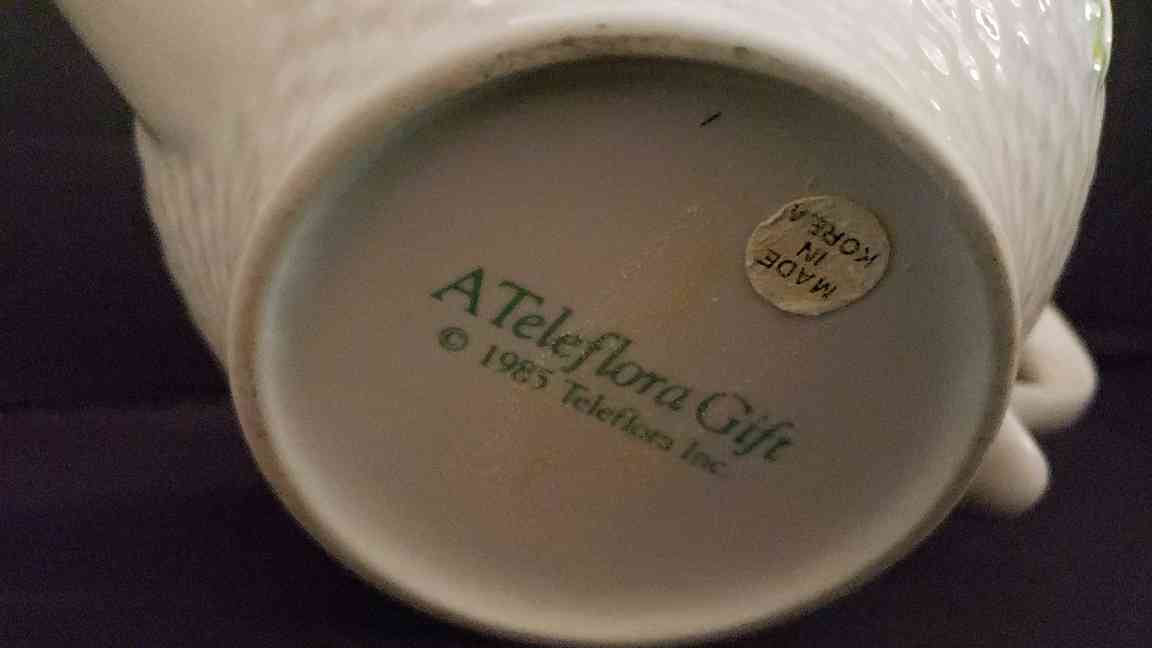 A Teleflora Gift
© 1985 Teleflora Inc.
MADE
IN
KOREA